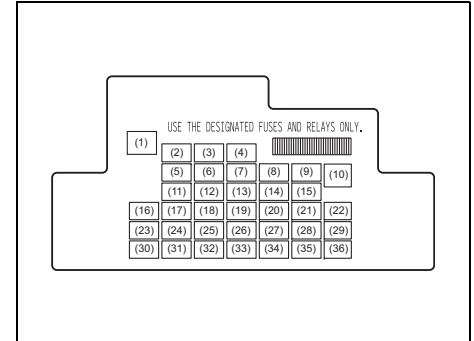 USE THE DESIGNATED FUSES AND RELAYS ONLY.
(1)
(2) (3) (4)
(5) (6) (7) (8) (9) (10)
(11) (12) (13) (14) (15)
(16) (17) (18) (19) (20) (21) (22)
(23) (24) (25) (26) (27) (28) (29)
(30) (31) (32) (33) (34) (35) (36)